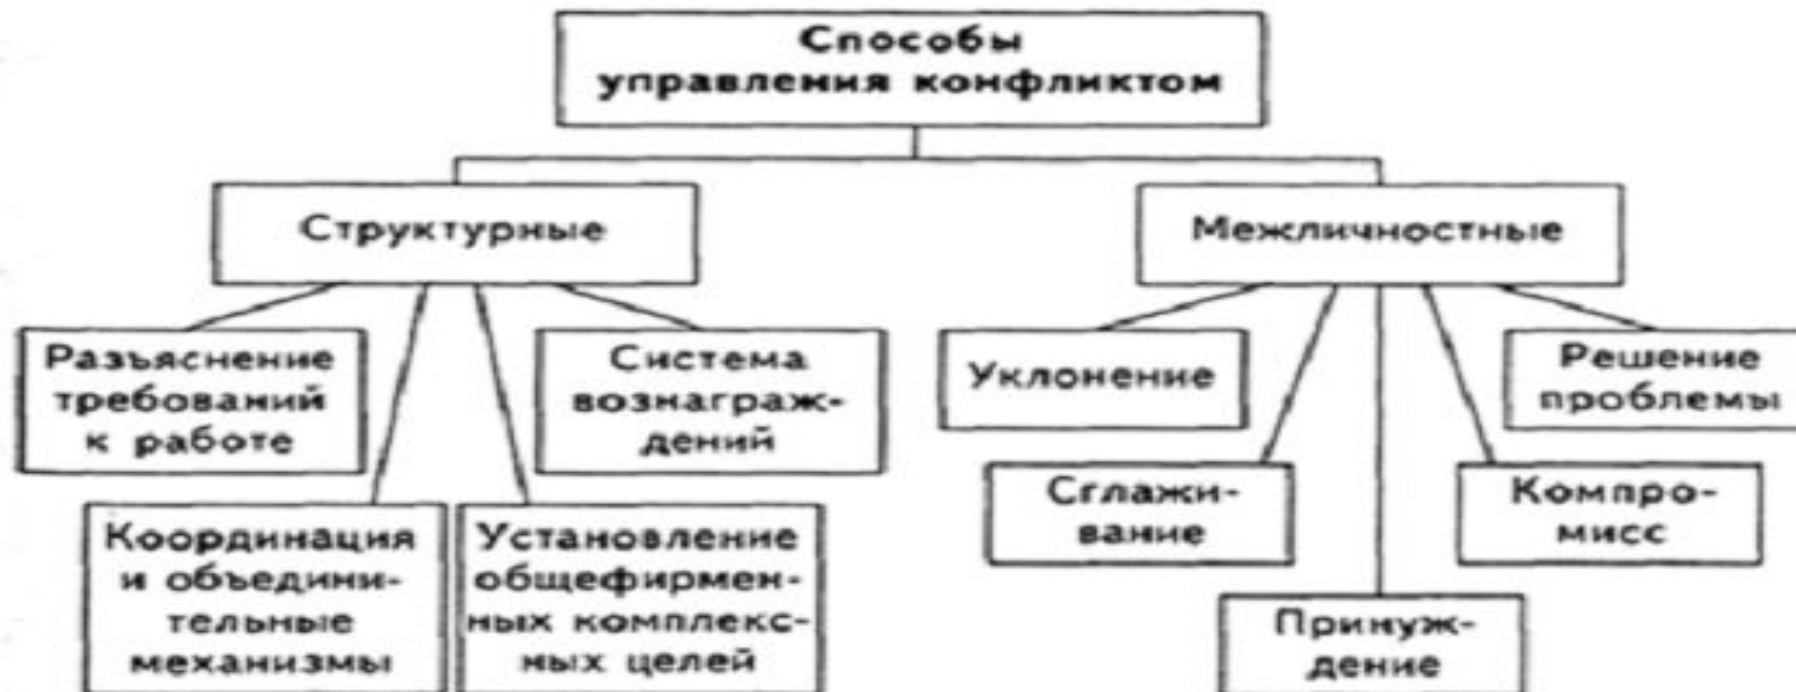 Способы
управления конфликтом
Структурные
Межличностные
Разъяснение
требований
к работе
Система
вознаграж-
дений
Уклонение
Решение
проблемы
Координация
и объедини-
тельные
механизмы
Установление
общефирмен-
ных комплекс-
ных целей
Сглажи-
вание
Компро-
мисс
Принуж-
дение